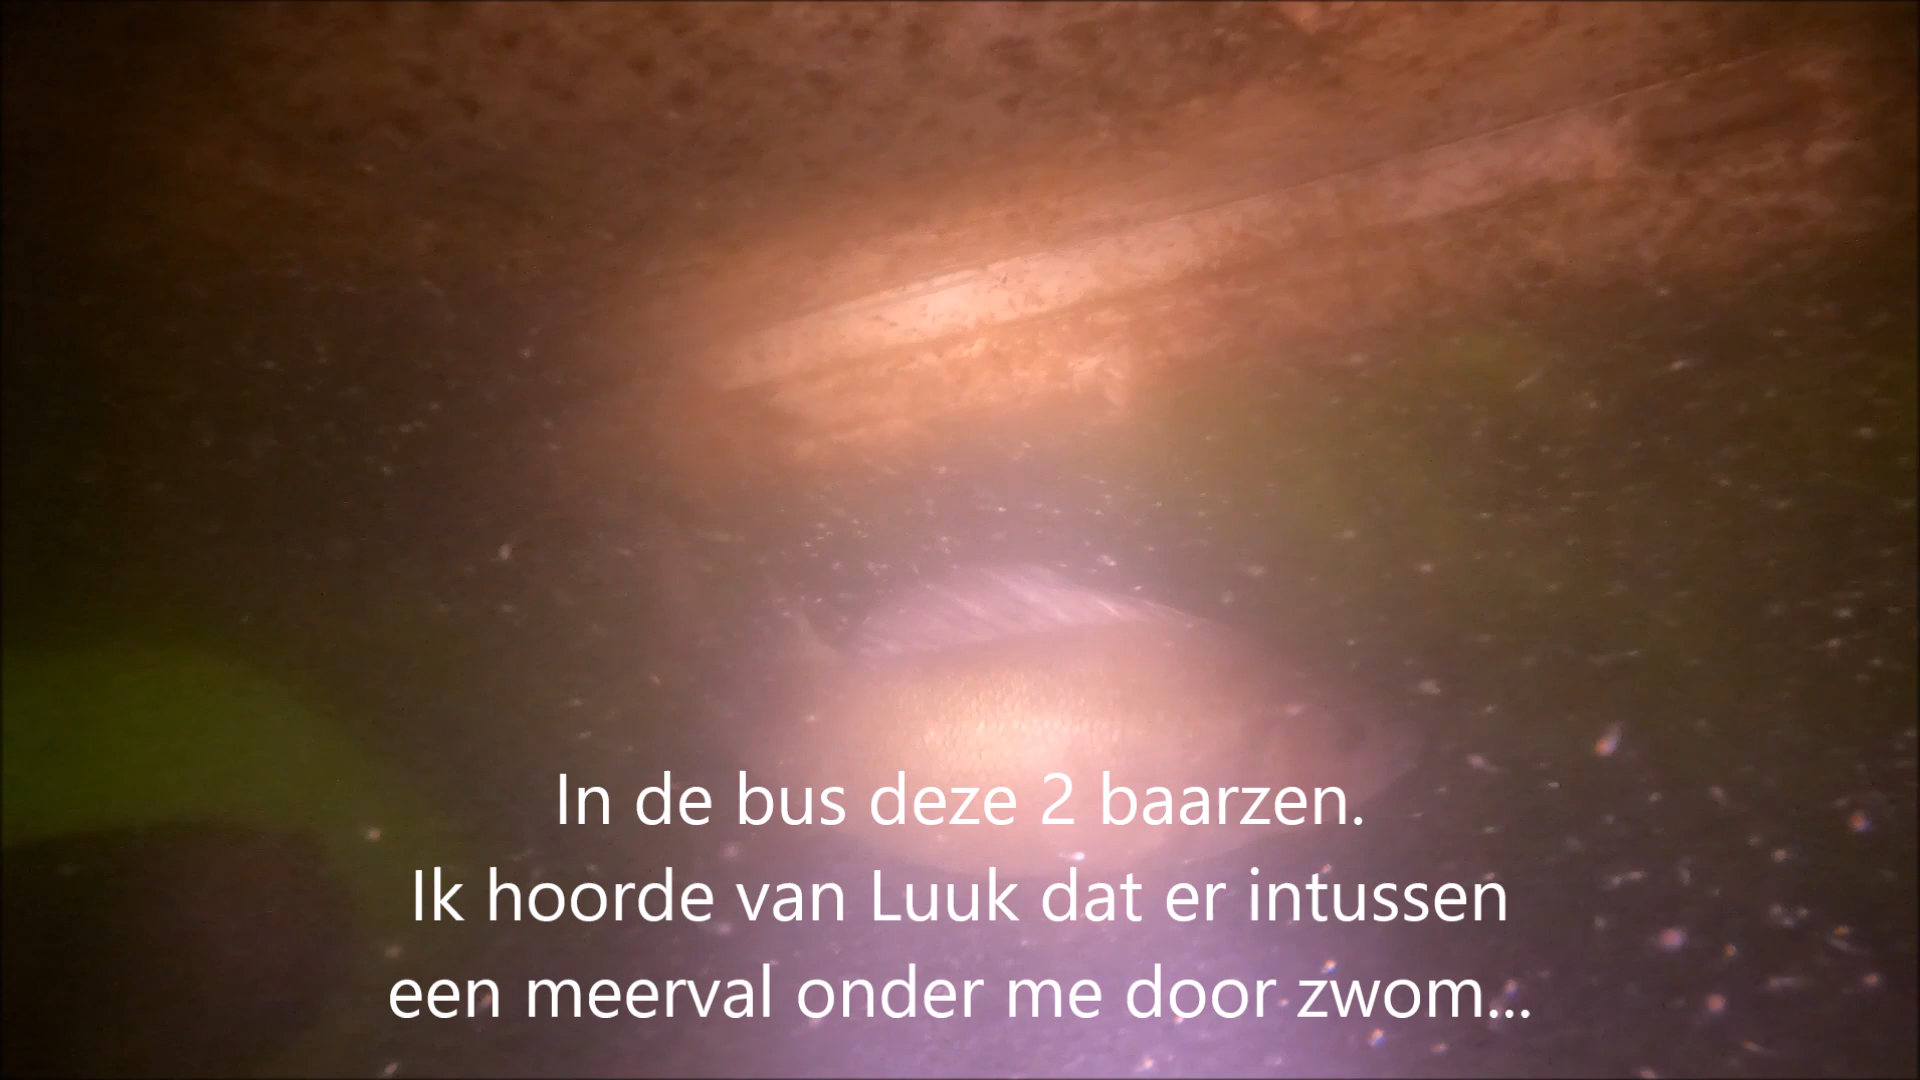 In de bus deze 2 baarzen.
Ik hoorde van Luuk dat er intussen
een meerval onder me door zwom...